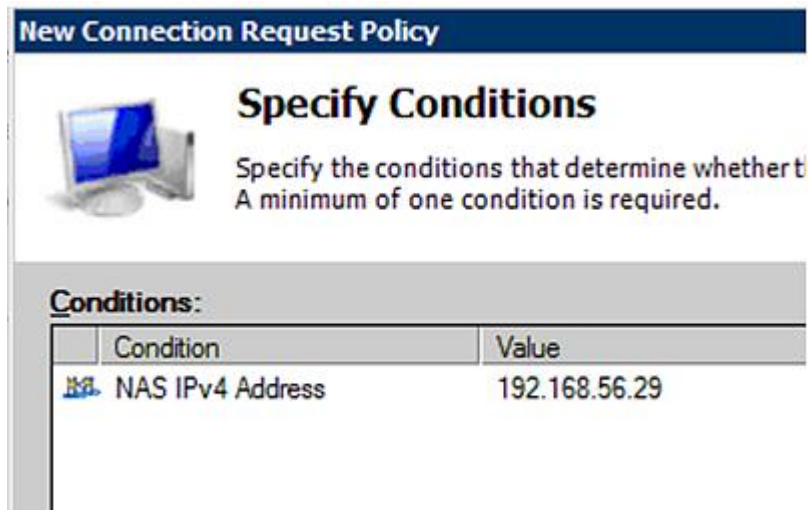 New Connection Request Policy
Specify Conditions
Specify the conditions that determine whether
A minimum of one condition is required.
Conditions:
Condition Value
NAS IPv4 Address 192.168.56.29